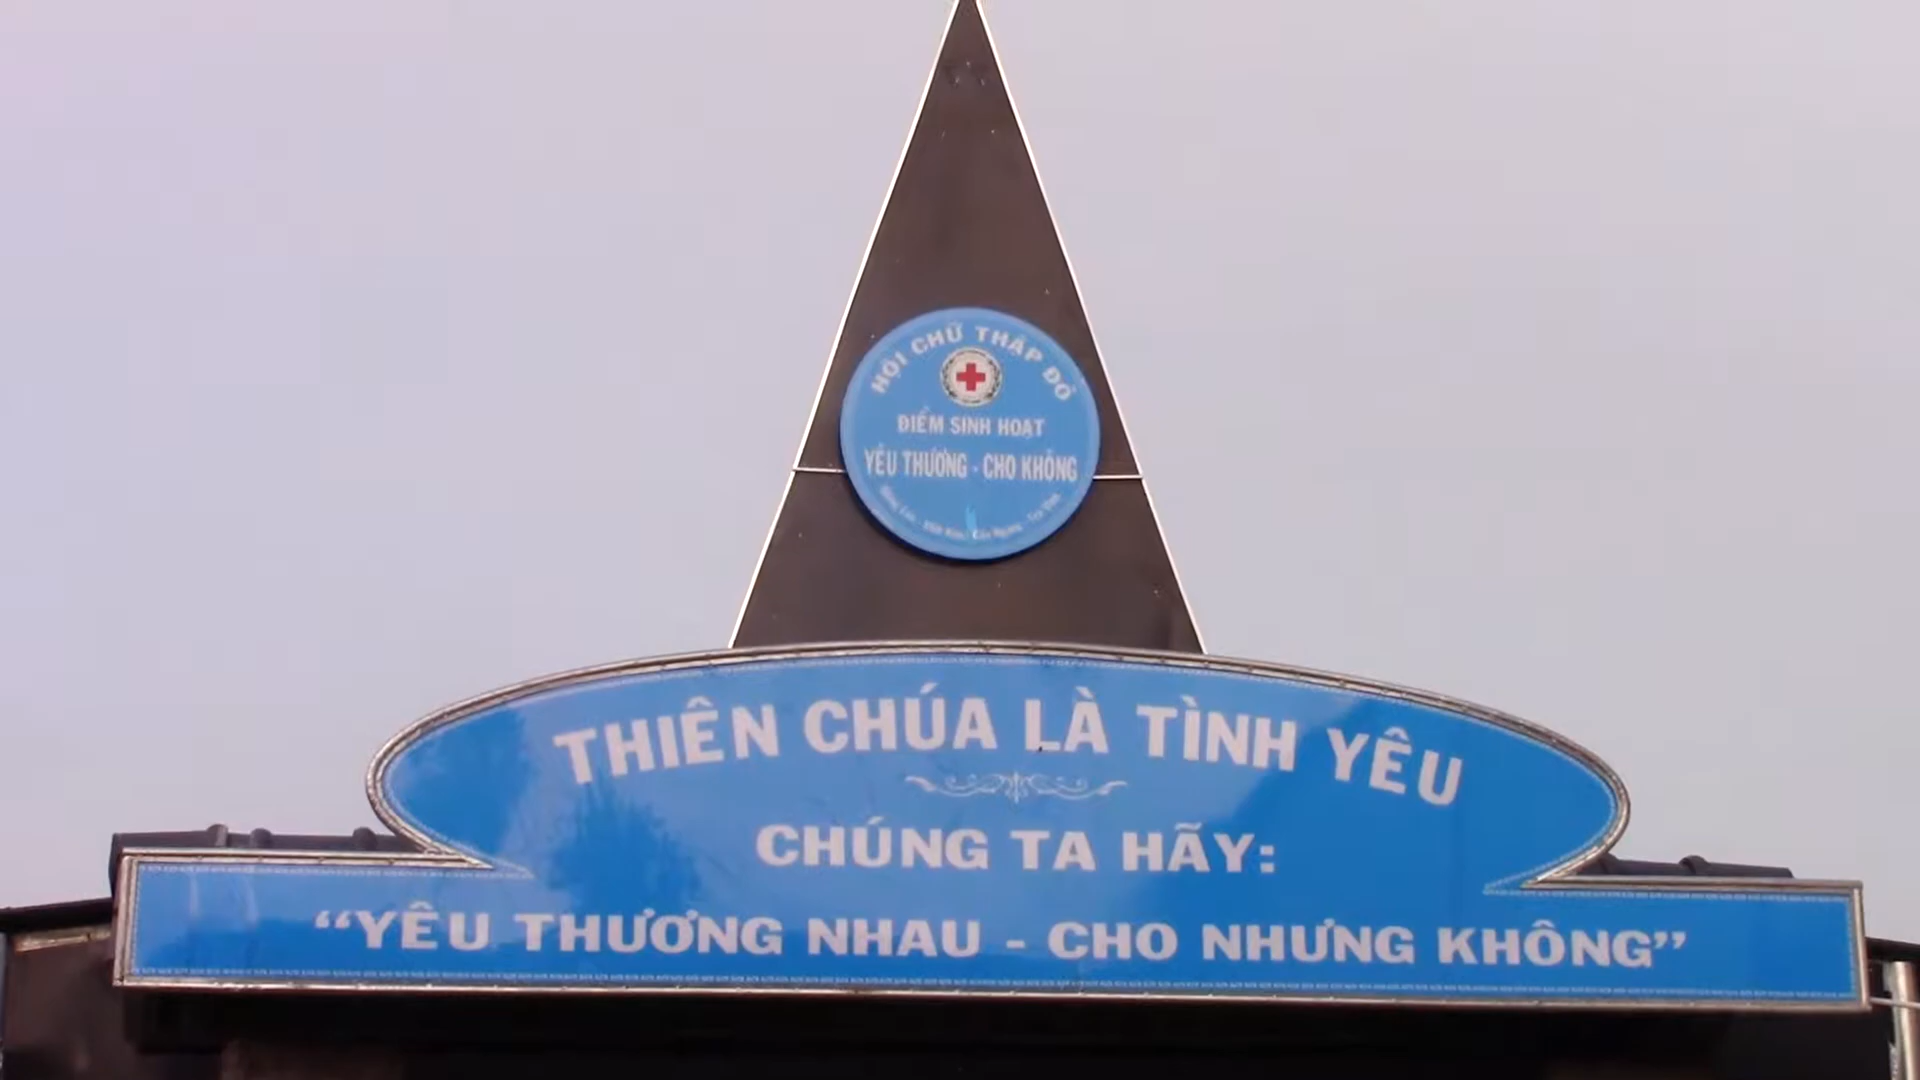 HỘI CHỮ THẬP ĐỎ
ĐIỂM SINH HOẠT
YÊU THƯƠNG - CHO KHÔNG
THIÊN CHÚA LÀ TÌNH YÊU
CHÚNG TA HÃY:
“YÊU THƯƠNG NHAU - CHO NHƯNG KHÔNG”